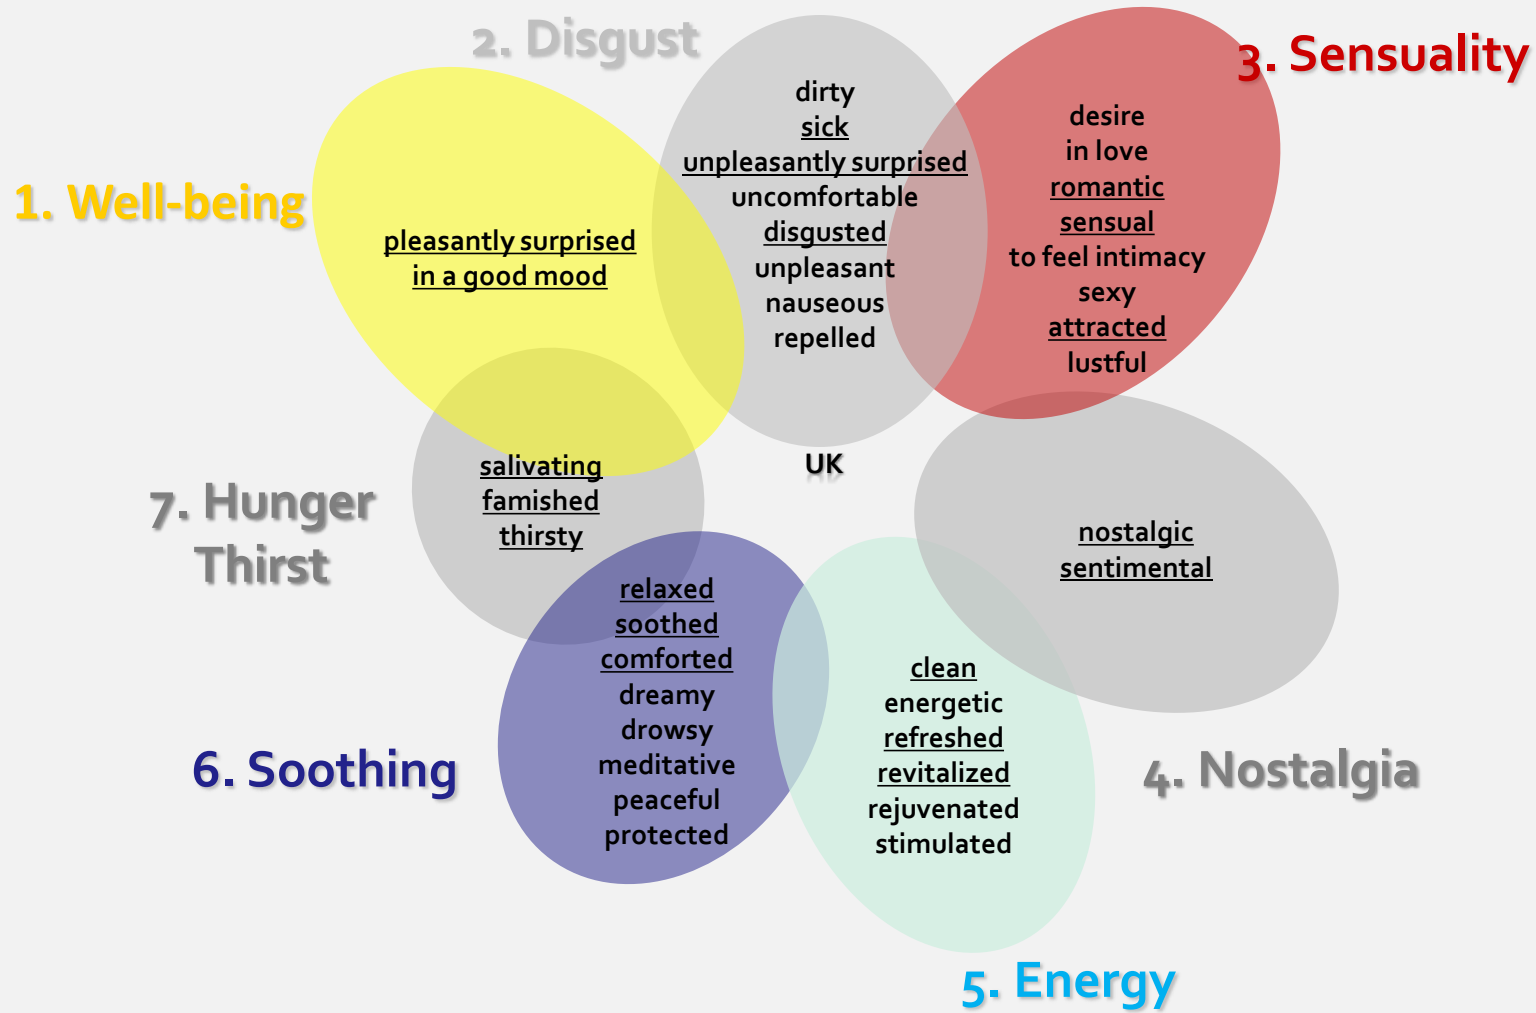 2. Disgust
3. Sensuality
1. Well-being
dirty
sick
unpleasantly surprised
uncomfortable
disgusted
unpleasant
nauseous
repelled
desire
in love
romantic
sensual
to feel intimacy
sexy
attracted
lustful
pleasantly surprised
in a good mood
UK
7. Hunger
Thirst
salivating
famished
thirsty
nostalgic
sentimental
4. Nostalgia
relaxed
soothed
comforted
dreamy
drowsy
meditative
peaceful
protected
6. Soothing
clean
energetic
refreshed
revitalized
rejuvenated
stimulated
5. Energy